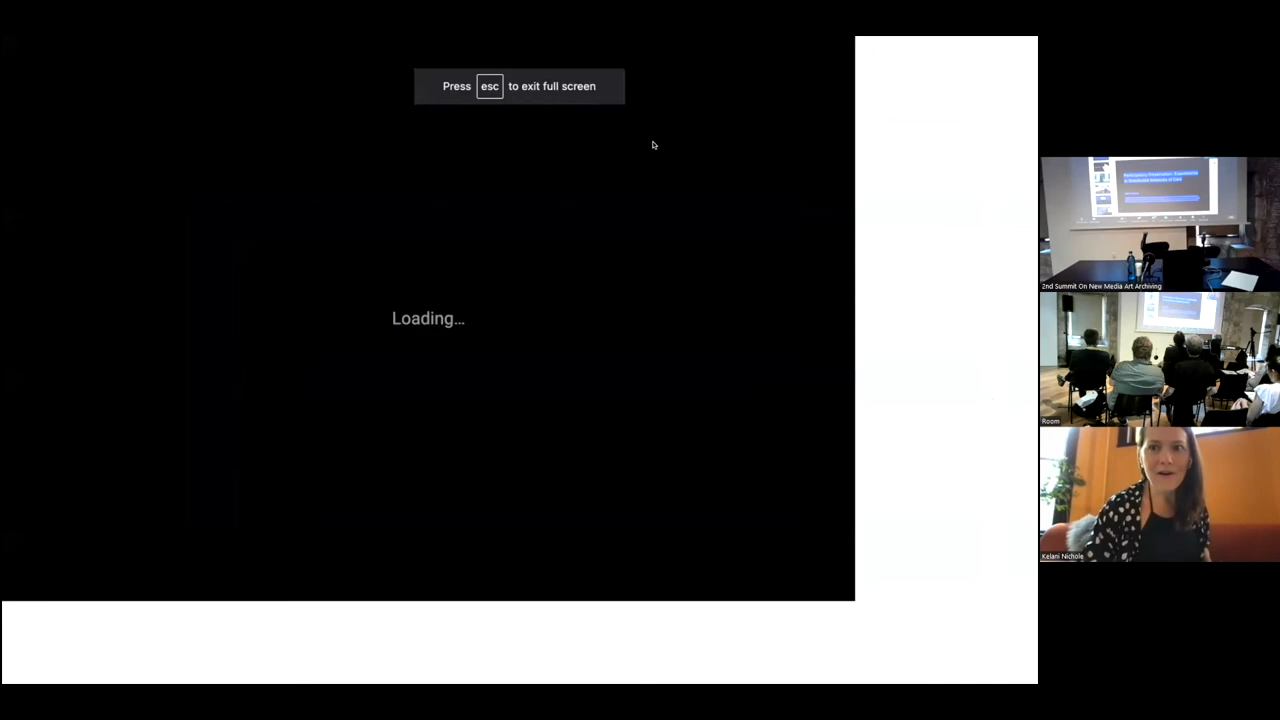 Press esc to exit full screen
Loading...
2nd Summit On New Media Art Archiving
Room
Kelani Nichole